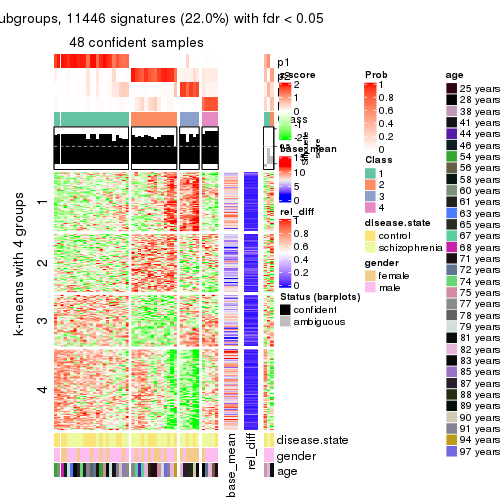 ubgroups, 11446 signatures (22.0%) with fdr < 0.05
48 confident samples
k-means with 4 groups
1
2
3
4
p1
z-score
2
1
0
-2
base_mean
15
10
5
0
rel_diff
1
0.8
0.6
0.4
0.2
0
Status (barplots)
confident
ambiguous
Silhouette
score
Prob
1
0.8
0.6
0.4
0.2
0
Class
1
2
3
4
disease.state
control
schizophrenia
gender
female
male
age
25 years
28 years
38 years
41 years
44 years
46 years
54 years
56 years
58 years
60 years
61 years
63 years
65 years
67 years
68 years
71 years
72 years
74 years
75 years
77 years
78 years
79 years
81 years
82 years
83 years
85 years
87 years
88 years
89 years
90 years
91 years
94 years
97 years
disease.state
gender
age
base_mean
rel_diff